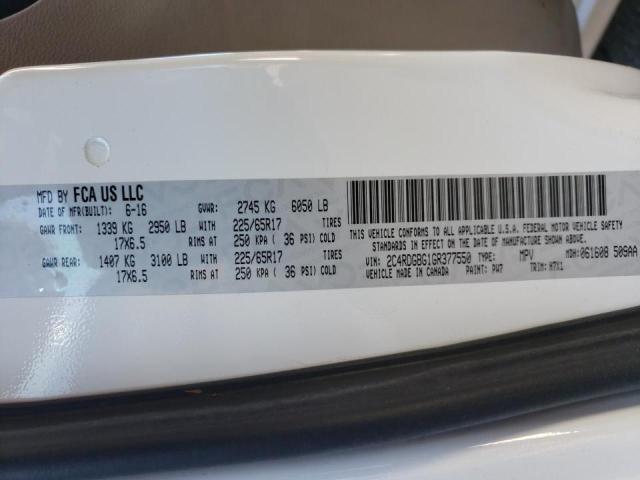 MFD BY FCA US LLC
DATE OF MFR(BUILT): 6-16 GVWR: 2745 KG 6050 LB
GAWR FRONT: 1339 KG 2950 LB WITH 225/65R17 TIRES
17X6.5 RIMS AT 250 KPA ( 36 PSI) COLD
GAWR REAR: 1407 KG 3100 LB WITH 225/65R17 TIRES
17X6.5 RIMS AT 250 KPA ( 36 PSI) COLD
THIS VEHICLE CONFORMS TO ALL APPLICABLE U.S.A. FEDERAL MOTOR VEHICLE SAFETY
STANDARDS IN EFFECT ON THE DATE OF MANUFACTURE SHOWN ABOVE.
VIN: 2C4RDGBG1GR377550 TYPE: MPV MDH: 061608 509AA
VEHICLE MADE IN CANADA PAINT: PW7 TRIM: H7X1